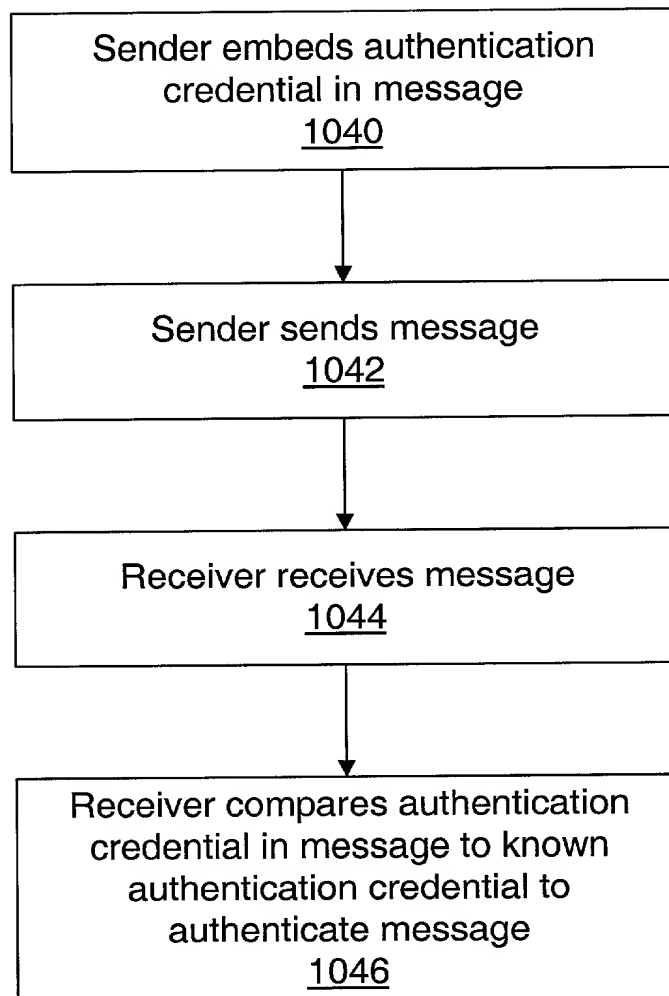 Sender embeds authentication
credential in message
1040
Sender sends message
1042
Receiver receives message
1044
Receiver compares authentication
credential in message to known
authentication credential to
authenticate message
1046